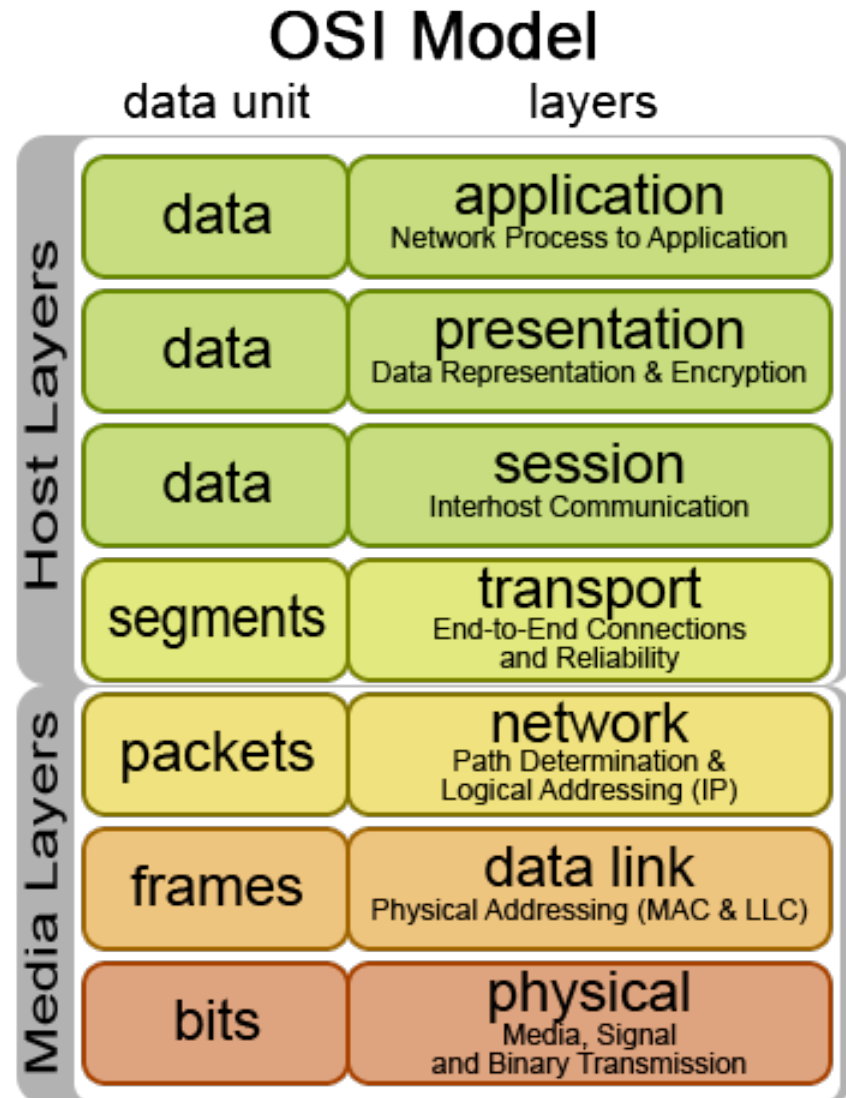 OSI Model
data unit layers
Host Layers
data application
Network Process to Application
data presentation
Data Representation & Encryption
data session
Interhost Communication
segments transport
End-to-End Connections
and Reliability
Media Layers
packets network
Path Determination &
Logical Addressing (IP)
frames data link
Physical Addressing (MAC & LLC)
bits physical
Media, Signal
and Binary Transmission